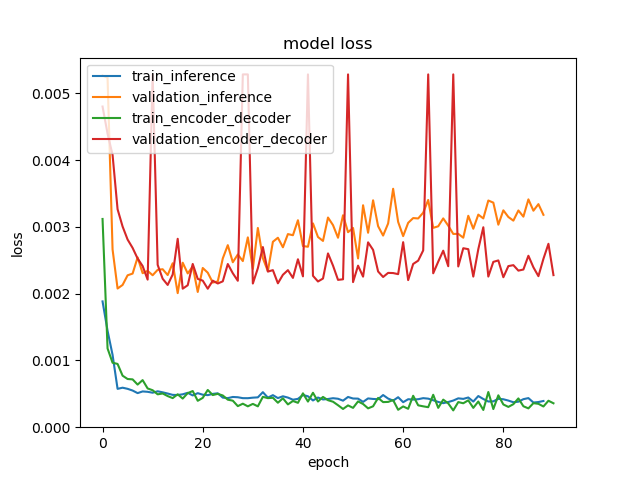 model loss
train_inference
validation_inference
train_encoder_decoder
validation_encoder_decoder
0.005
0.004
0.003
0.002
0.001
0.000
loss
0 20 40 60 80
epoch